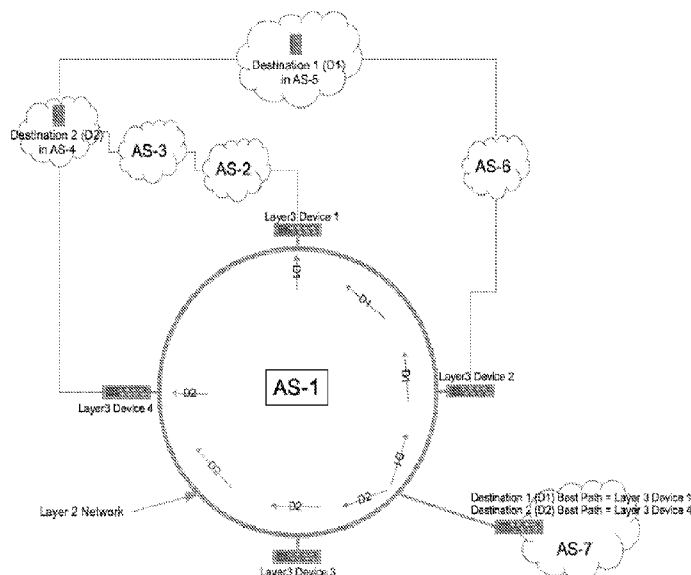 Destination 1 (D1)
in AS-5
Destination 2 (D2)
in AS-4
AS-3
AS-2
AS-6
Layer3 Device 1
D1
D1
D1
D1
AS-1
Layer3 Device 2
Layer3 Device 4
D2
D2
D2
D2
Layer 2 Network
Layer3 Device 3
Destination 1 (D1) Best Path = Layer 3 Device 1
Destination 2 (D2) Best Path = Layer 3 Device 4
AS-7